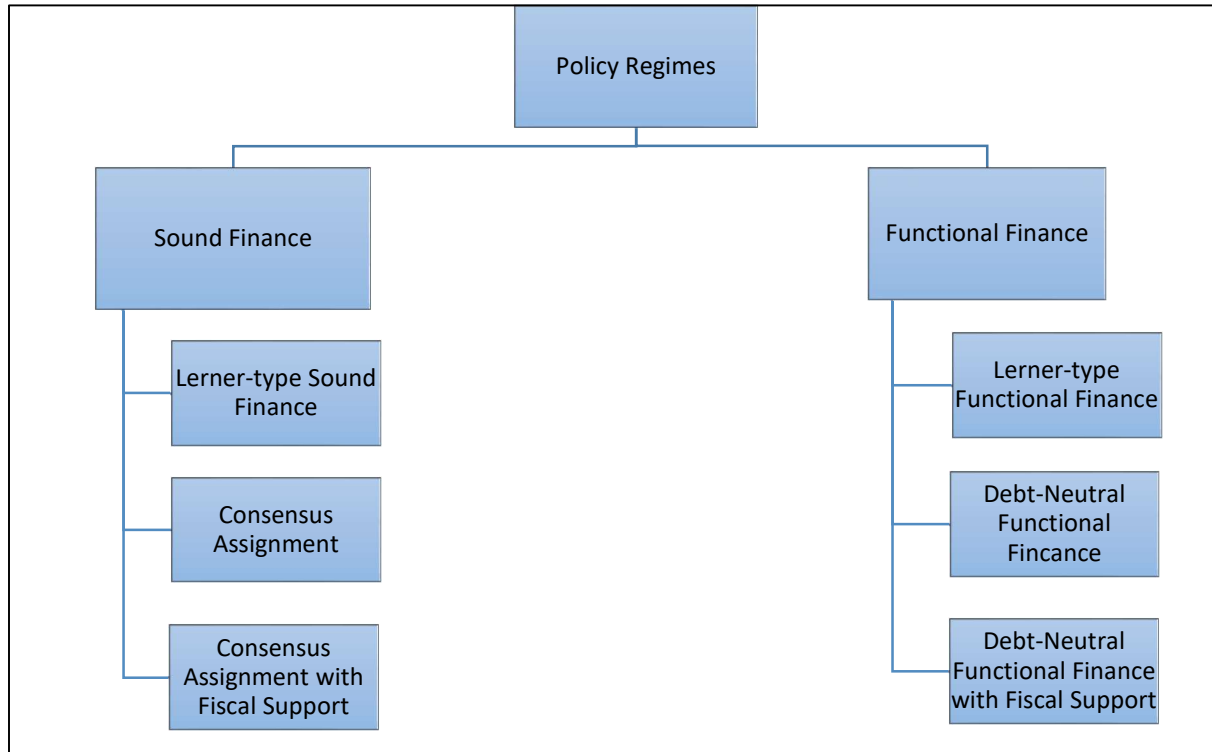 Policy Regimes
Sound Finance
Functional Finance
Lerner-type Sound
Finance
Consensus
Assignment
Consensus
Assignment with
Fiscal Support
Lerner-type
Functional Finance
Debt-Neutral
Functional
Fincance
Debt-Neutral
Functional Finance
with Fiscal Support